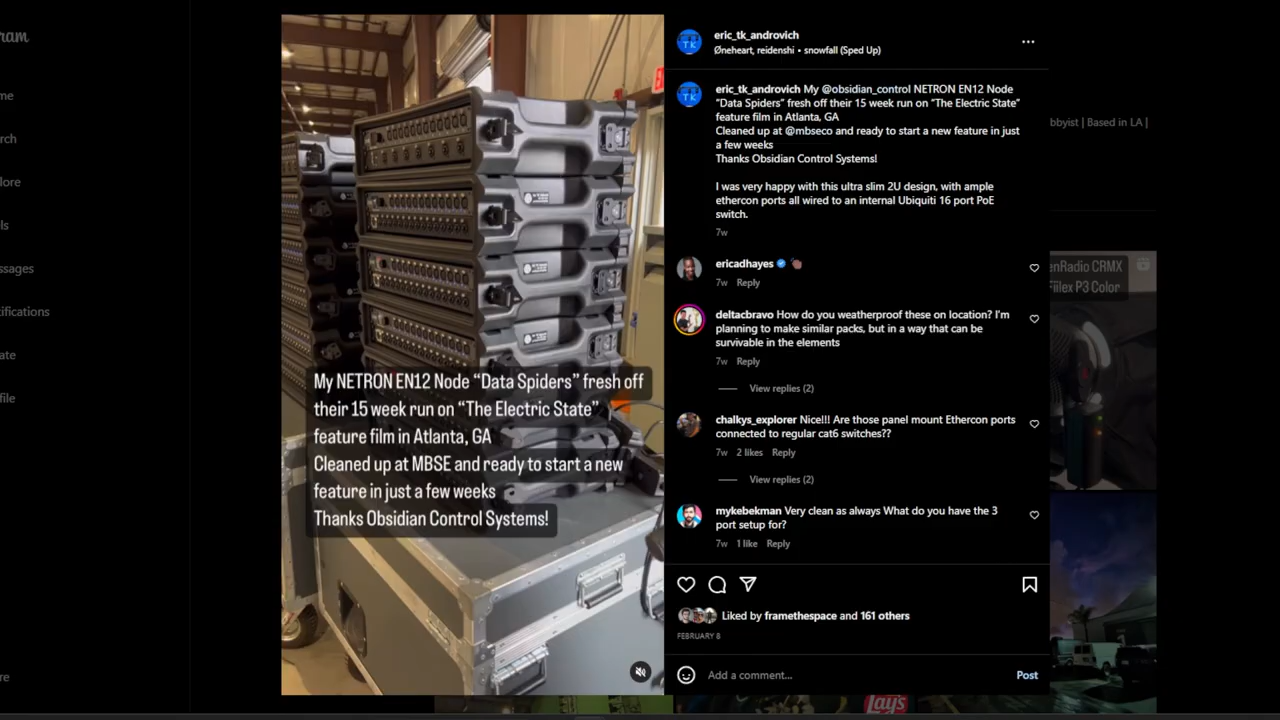 ram
me
rch
lore
ls
ssages
ifications
ate
file
re
My NETRON EN12 Node “Data Spiders” fresh off
their 15 week run on “The Electric State”
feature film in Atlanta, GA
Cleaned up at MBSE and ready to start a new
feature in just a few weeks
Thanks Obsidian Control Systems!
eric_tk_androvich
Øneheart, reidenshi • snowfall (Sped Up)
TK
eric_tk_androvich My @obsidian_control NETRON EN12 Node
“Data Spiders” fresh off their 15 week run on “The Electric State”
feature film in Atlanta, GA
Cleaned up at @mbseco and ready to start a new feature in just
a few weeks
Thanks Obsidian Control Systems!
I was very happy with this ultra slim 2U design, with ample
ethercon ports all wired to an internal Ubiquiti 16 port PoE
switch.
7w
TK
ericadhayes
7w Reply
deltacbravo How do you weatherproof these on location? I'm
planning to make similar packs, but in a way that can be
survivable in the elements
7w Reply
View replies (2)
chalkys_explorer Nice!!! Are those panel mount Ethercon ports
connected to regular cat6 switches??
7w 2 likes Reply
View replies (2)
mykebekman Very clean as always What do you have the 3
port setup for?
7w 1 like Reply
Liked by framethespace and 161 others
FEBRUARY 8
Add a comment...
Post
bbyist | Based in LA |
enRadio CRMX
Fiilex P3 Color
Lay's